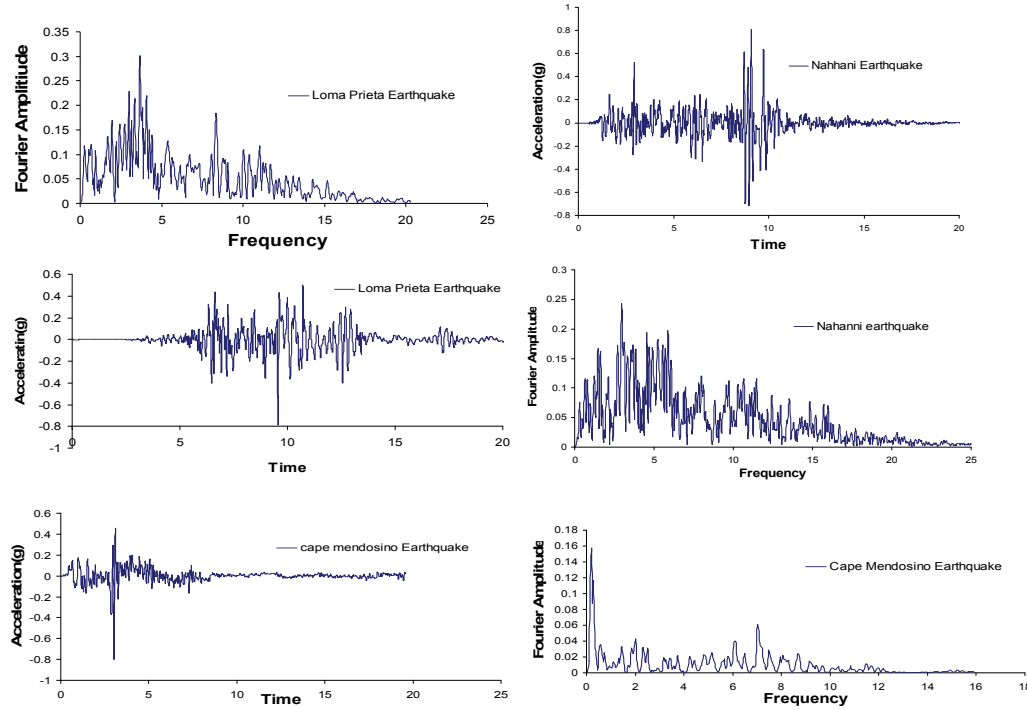 0.35
0.3
0.25
0.2
0.15
0.1
0.05
0
Fourier Amplitiude
Loma Prieta Earthquake
0 5 10 15 20 25
Frequency
1
0.8
0.6
0.4
0.2
0
-0.2
-0.4
-0.6
-0.8
Acceleration(g)
Nahhani Earthquake
0 5 10 15 20
Time
0.6
0.4
0.2
0
-0.2
-0.4
-0.6
-0.8
-1
Acceleratin(g)
Loma Prieta Earthquake
0 5 10 15 20
Time
0.3
0.25
0.2
0.15
0.1
0.05
0
Fourier Amplitude
Nahanni earthquake
0 5 10 15 20 25
Frequency
0.6
0.4
0.2
0
-0.2
-0.4
-0.6
-0.8
-1
Acceleration(g)
cape mendosino Earthquake
0 5 10 15 20
Time
0.18
0.16
0.14
0.12
0.1
0.08
0.06
0.04
0.02
0
Fourier Amplitude
Cape Mendosino Earthquake
0 2 4 6 8 10 12 14 16 18
Frequency